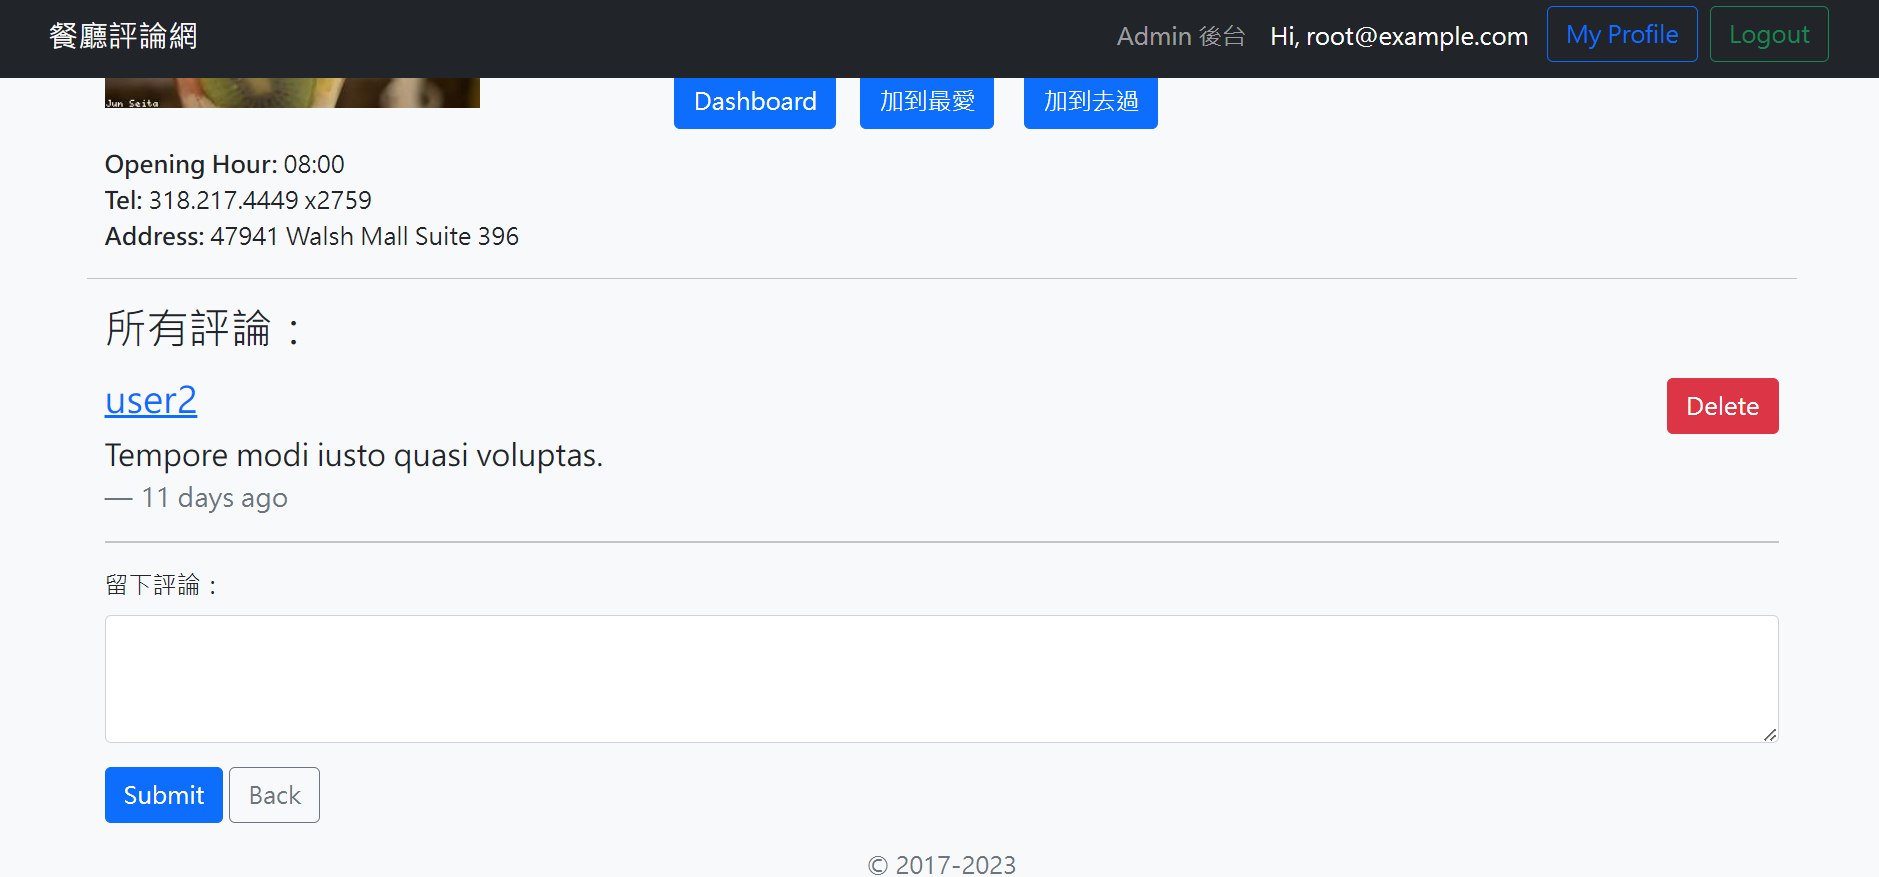 餐廳評論網 Admin 後台 Hi, root@example.com My Profile Logout
Jun Seita
Dashboard 加到最愛 加到去過
Opening Hour: 08:00
Tel: 318.217.4449 x2759
Address: 47941 Walsh Mall Suite 396
所有評論：
user2 Delete
Tempore modi iusto quasi voluptas.
— 11 days ago
留下評論：
Submit Back
© 2017-2023